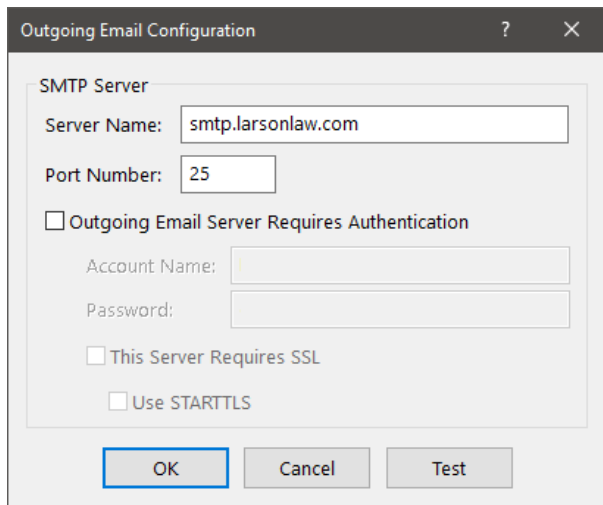 Outgoing Email Configuration ?
SMTP Server
Server Name: smtp.larsonlaw.com
Port Number: 25
Outgoing Email Server Requires Authentication
Account Name:
Password:
This Server Requires SSL
Use STARTTLS
OK Cancel Test